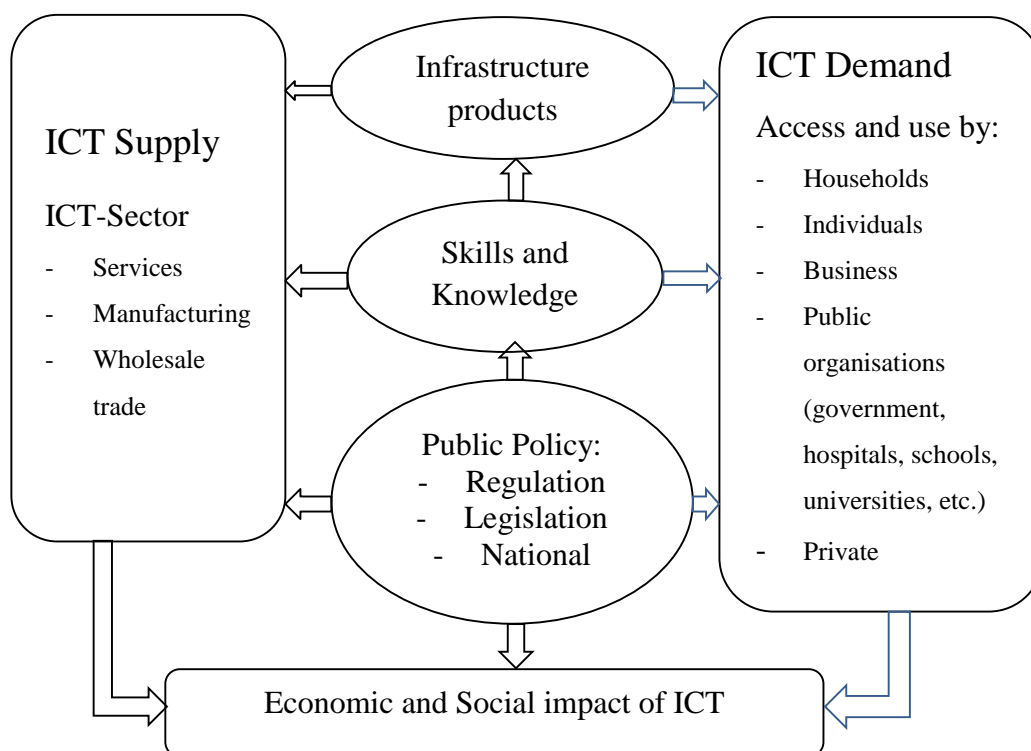 ICT Supply
ICT-Sector
- Services
- Manufacturing
- Wholesale
trade
Infrastructure
products
Skills and
Knowledge
Public Policy:
- Regulation
- Legislation
- National
ICT Demand
Access and use by:
- Households
- Individuals
- Business
- Public
organisations
(government,
hospitals, schools,
universities, etc.)
- Private
Economic and Social impact of ICT